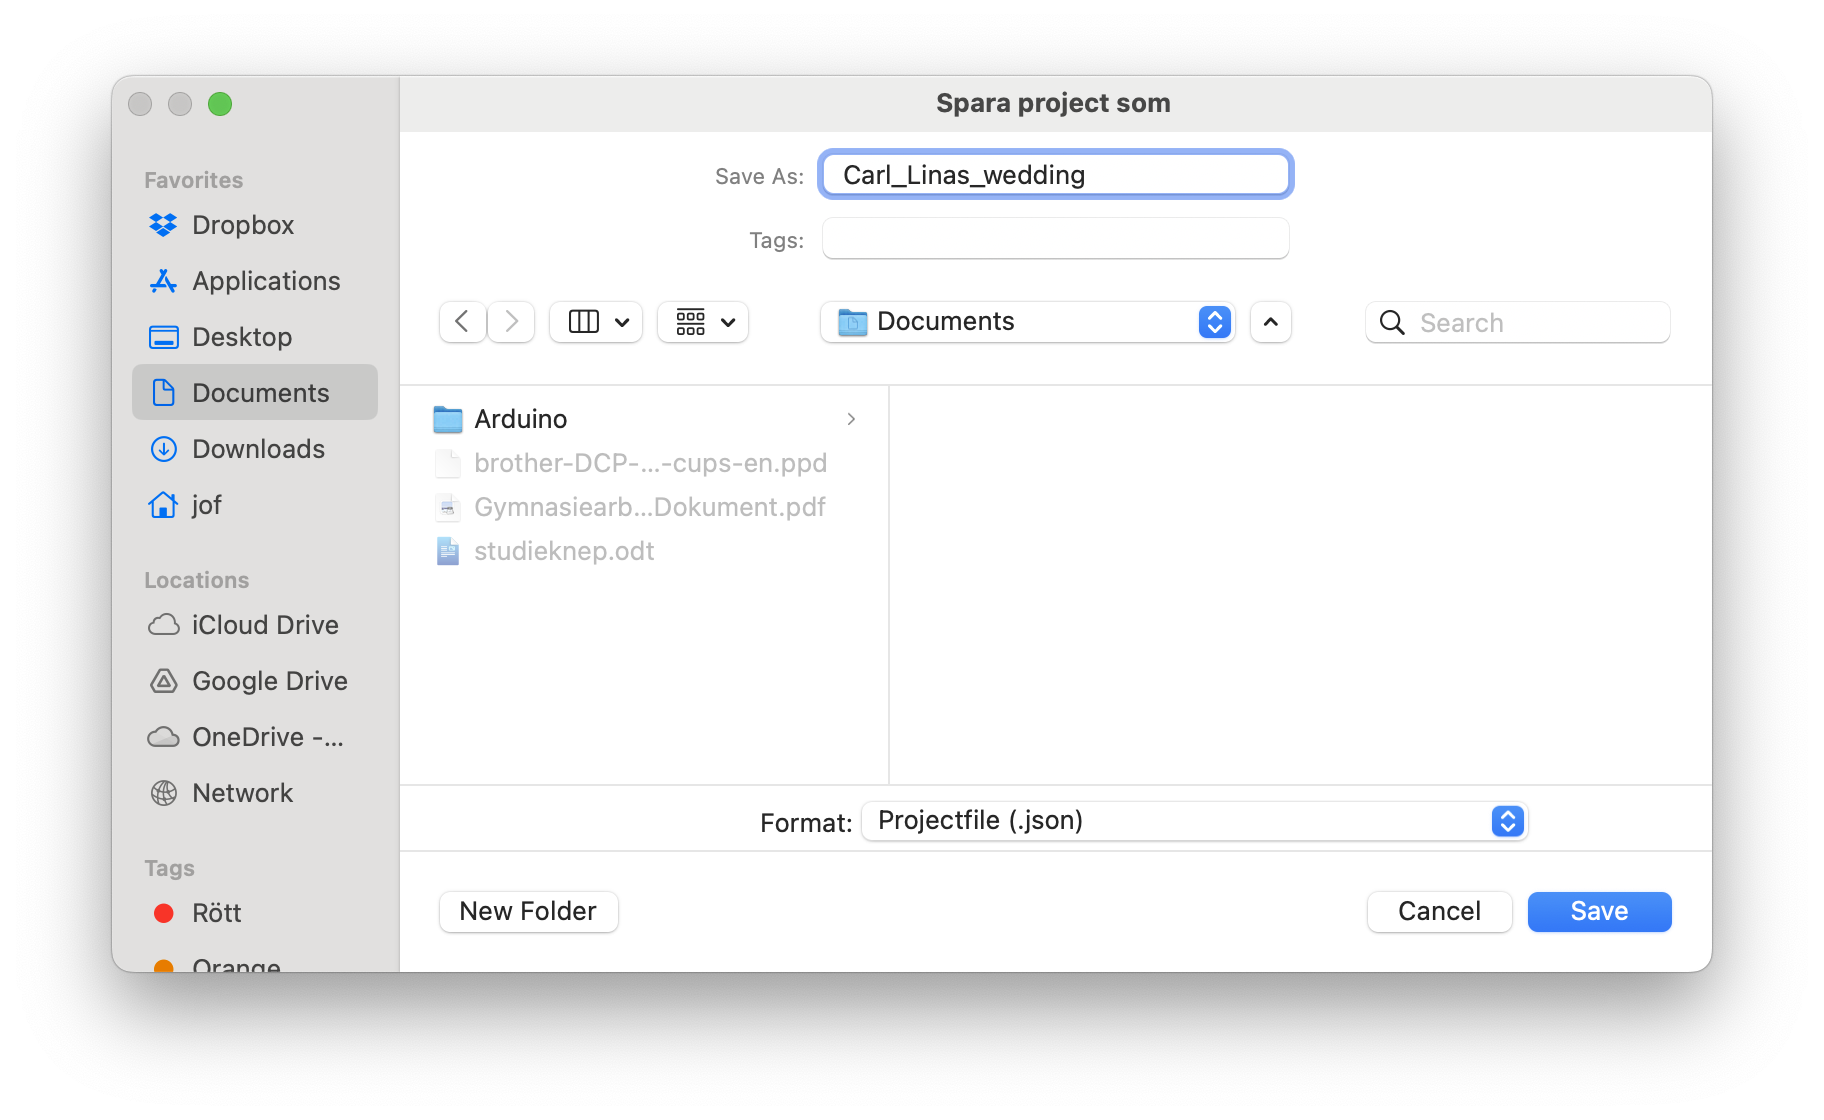 Spara project som
Favorites
Dropbox
Applications
Desktop
Documents
Downloads
jof
Locations
iCloud Drive
Google Drive
OneDrive -...
Network
Tags
Rött
Orange
Save As: Carl_Linas_wedding
Tags:
Documents
Search
Arduino
brother-DCP-...-cups-en.ppd
Gymnasiearb...Dokument.pdf
studieknep.odt
Format: Projectfile (.json)
New Folder
Cancel
Save